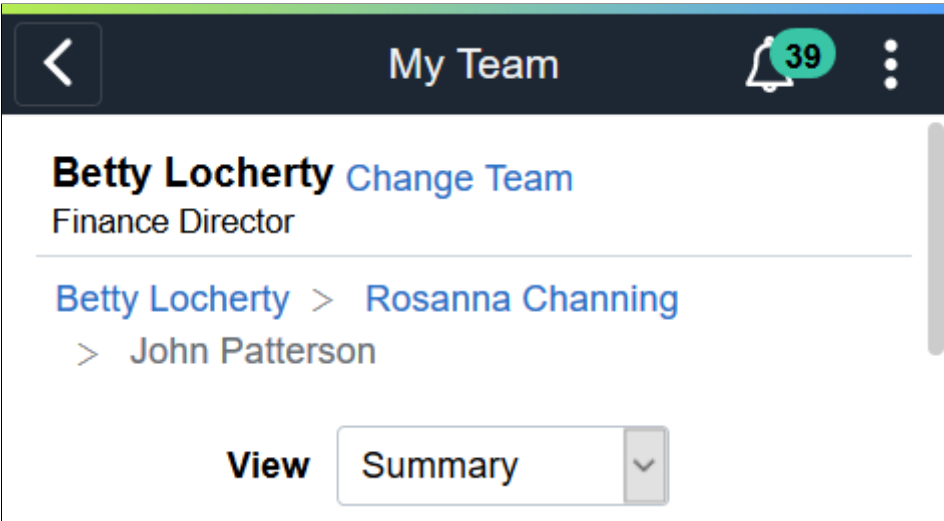 My Team 39
Betty Locherty Change Team
Finance Director
Betty Locherty > Rosanna Channing
> John Patterson
View Summary